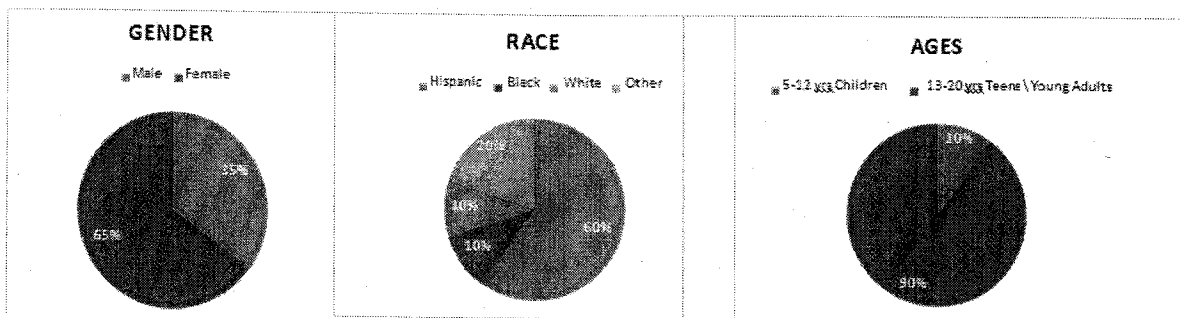 GENDER
Male Female
35%
65%
RACE
Hispanic Black White Other
20%
10%
10%
60%
AGES
5-12 yrs Children 13-20 yrs Teens\Young Adults
10%
90%